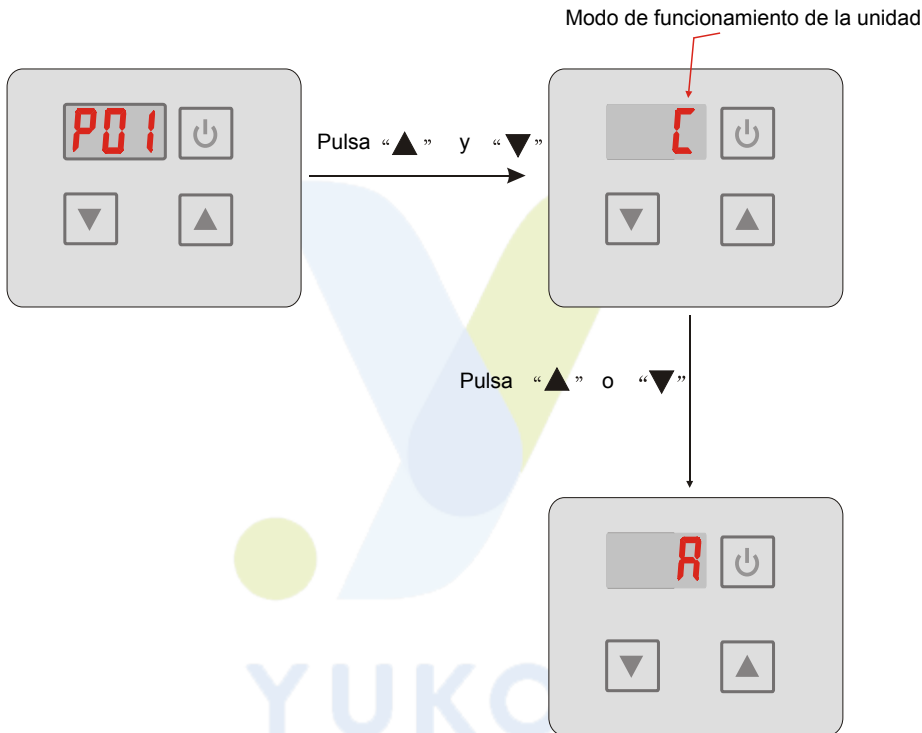 Modo de funcionamiento de la unidad
P01
Pulsa “▲” y “▼”
C
Pulsa “▲” o “▼”
A
YUKO